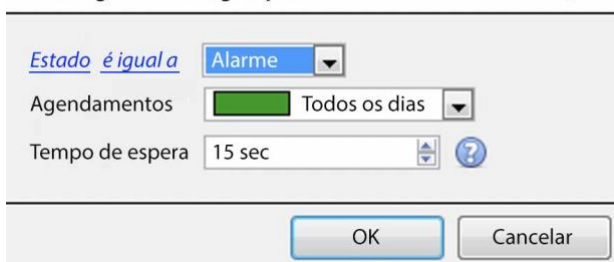 Estado é igual a Alarme
Agendamentos Todos os dias
Tempo de espera 15 sec ?
OK Cancelar